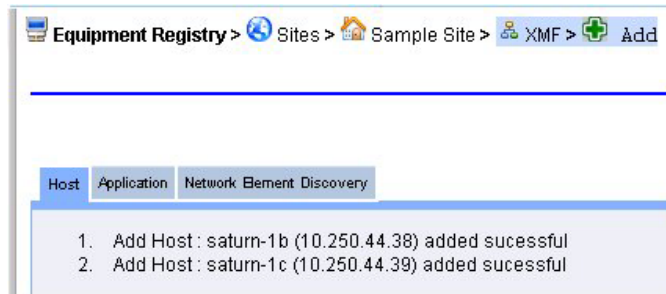 Equipment Registry > Sites > Sample Site > XMF > Add
Host Application Network Element Discovery
1. Add Host : saturn-1b (10.250.44.38) added sucessful
2. Add Host : saturn-1c (10.250.44.39) added sucessful